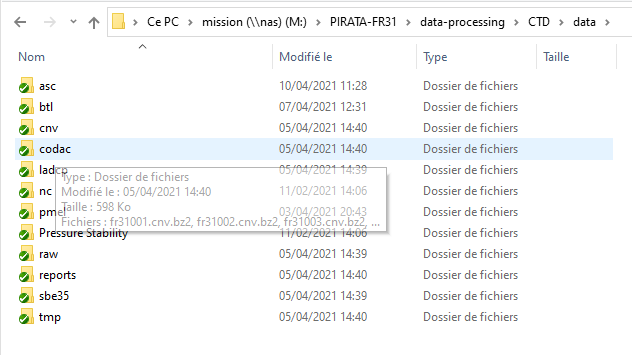 Ce PC > mission (\\nas) (M:) > PIRATA-FR31 > data-processing > CTD > data >
Nom Modifié le Type Taille
asc 10/04/2021 11:28 Dossier de fichiers
btl 07/04/2021 12:31 Dossier de fichiers
cnv 05/04/2021 14:40 Dossier de fichiers
codac 05/04/2021 14:40 Dossier de fichiers
ladcp 05/04/2021 14:39 Dossier de fichiers
Type : Dossier de fichiers
nc 11/02/2021 14:06 Dossier de fichiers
Modifié le : 05/04/2021 14:40
Taille : 598 Ko
pmel 03/04/2021 20:43 Dossier de fichiers
Fichiers : fr31001.cnv.bz2, fr31002.cnv.bz2, fr31003.cnv.bz2, ...
Pressure Stability 11/02/2021 14:06 Dossier de fichiers
raw 05/04/2021 14:39 Dossier de fichiers
reports 05/04/2021 14:40 Dossier de fichiers
sbe35 05/04/2021 14:39 Dossier de fichiers
tmp 05/04/2021 14:40 Dossier de fichiers